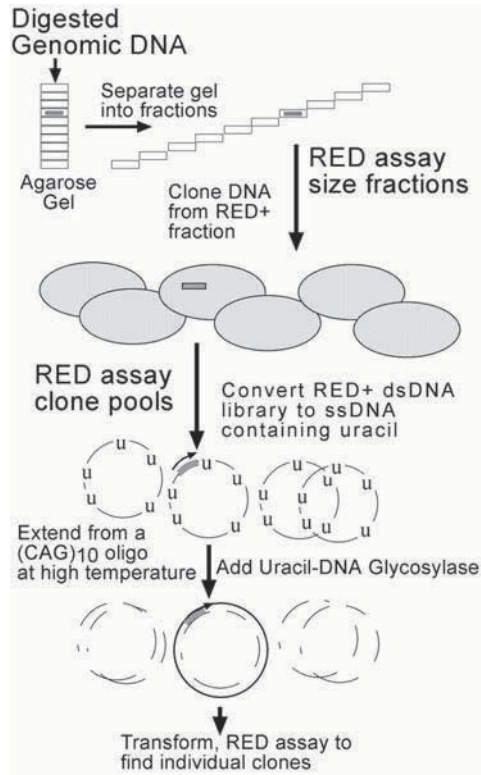 Digested
Genomic DNA
Separate gel
into fractions
Agarose
Gel
RED assay
size fractions
Clone DNA
from RED+
fraction
RED assay
clone pools
Convert RED+ dsDNA
library to ssDNA
containing uracil
u u u u u
u u u u u
u u u u u u u
Extend from a
(CAG)10 oligo
at high temperature
Add Uracil-DNA Glycosylase
Transform, RED assay to
find individual clones